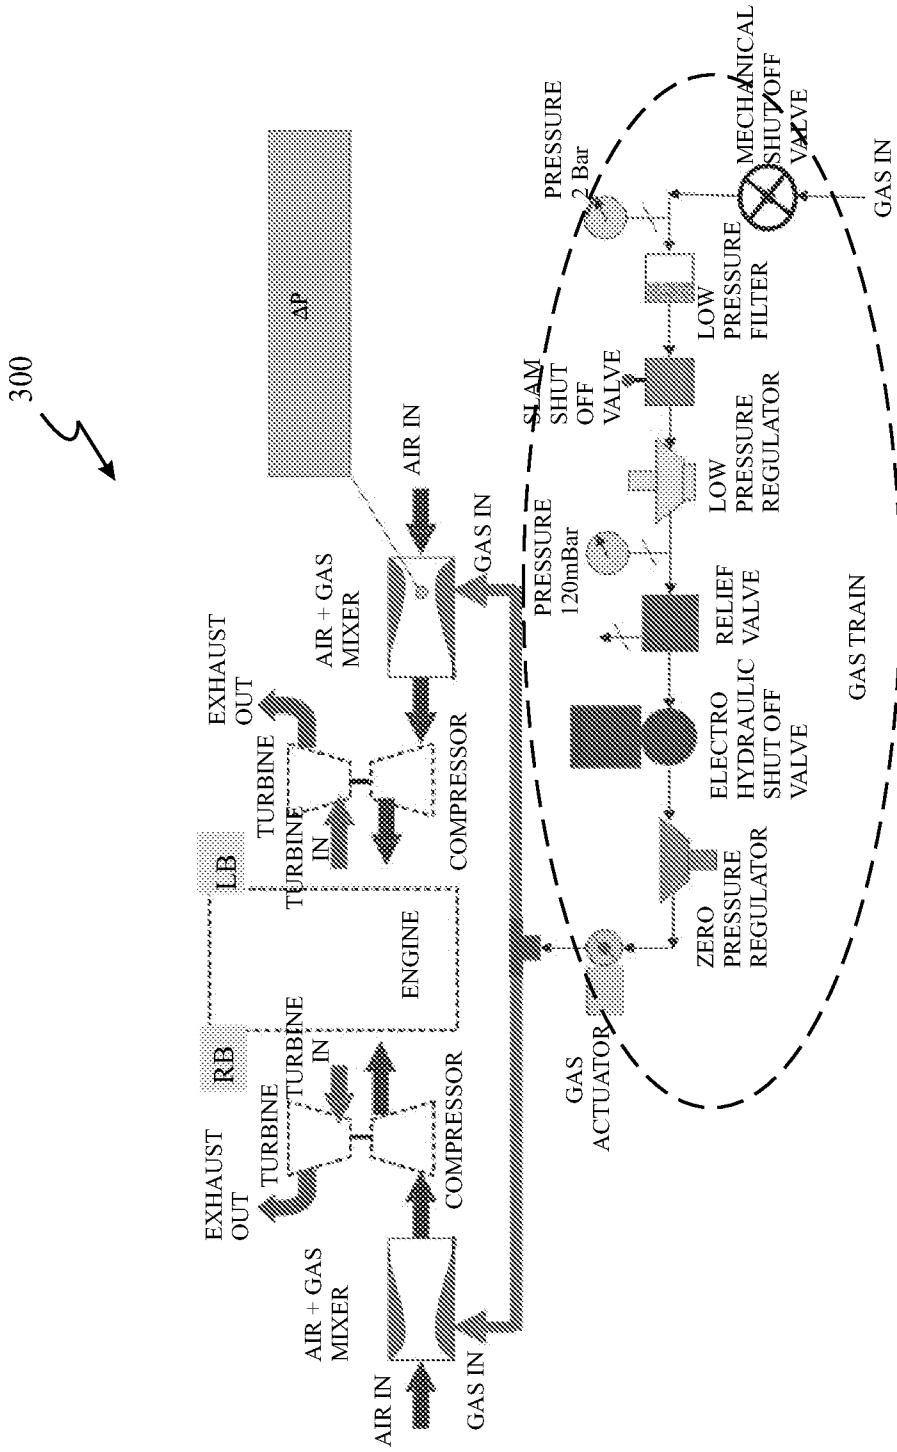 300
ΔP
EXHAUST
OUT
TURBINE
TURBINE
IN
COMPRESSOR
AIR + GAS
MIXER
AIR IN
GAS IN
RB
LB
ENGINE
EXHAUST
OUT
TURBINE
TURBINE
IN
COMPRESSOR
AIR + GAS
MIXER
AIR IN
GAS IN
GAS
ACTUATOR
ZERO
PRESSURE
REGULATOR
ELECTRO
HYDRAULIC
SHUT OFF
VALVE
RELIEF
VALVE
PRESSURE
120mBar
LOW
PRESSURE
REGULATOR
SLAM
SHUT
OFF
VALVE
LOW
PRESSURE
FILTER
PRESSURE
2 Bar
MECHANICAL
SHUT OFF
VALVE
GAS IN
GAS TRAIN